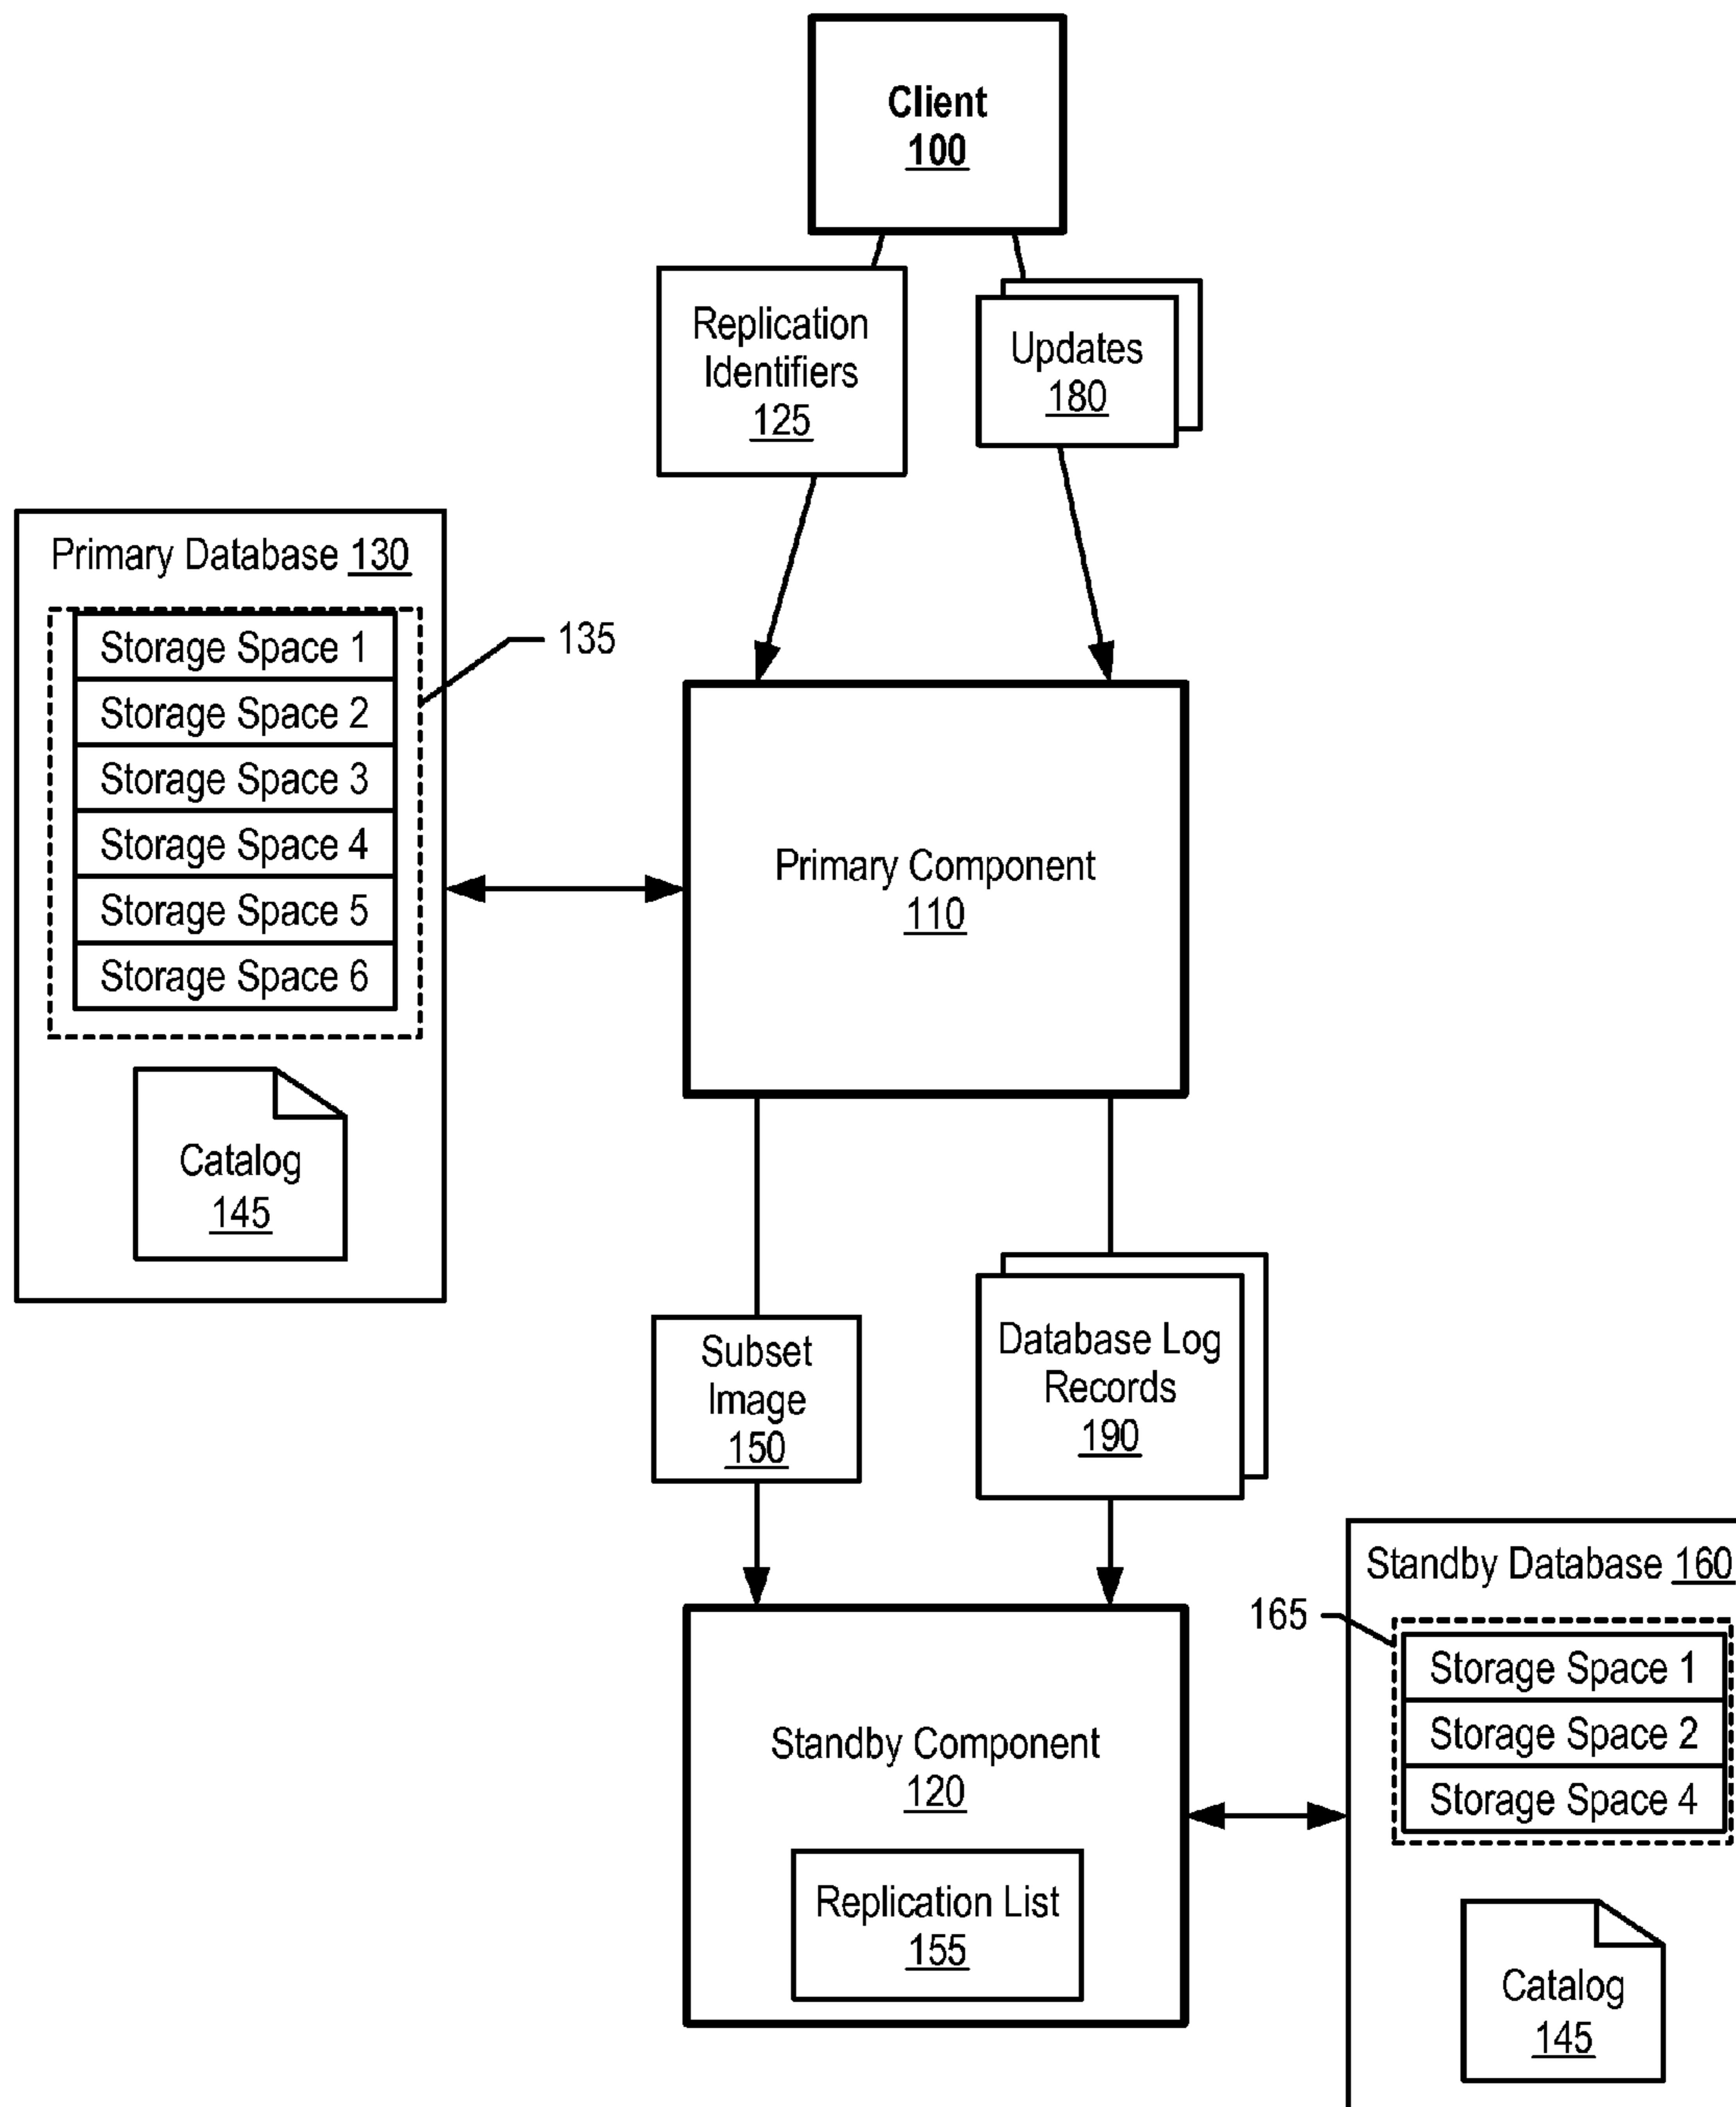 Client
100
Replication
Identifiers
125
Updates
180
Primary Database 130
Storage Space 1
Storage Space 2
Storage Space 3
Storage Space 4
Storage Space 5
Storage Space 6
135
Catalog
145
Primary Component
110
Subset
Image
150
Database Log
Records
190
Standby Component
120
Replication List
155
Standby Database 160
165
Storage Space 1
Storage Space 2
Storage Space 4
Catalog
145